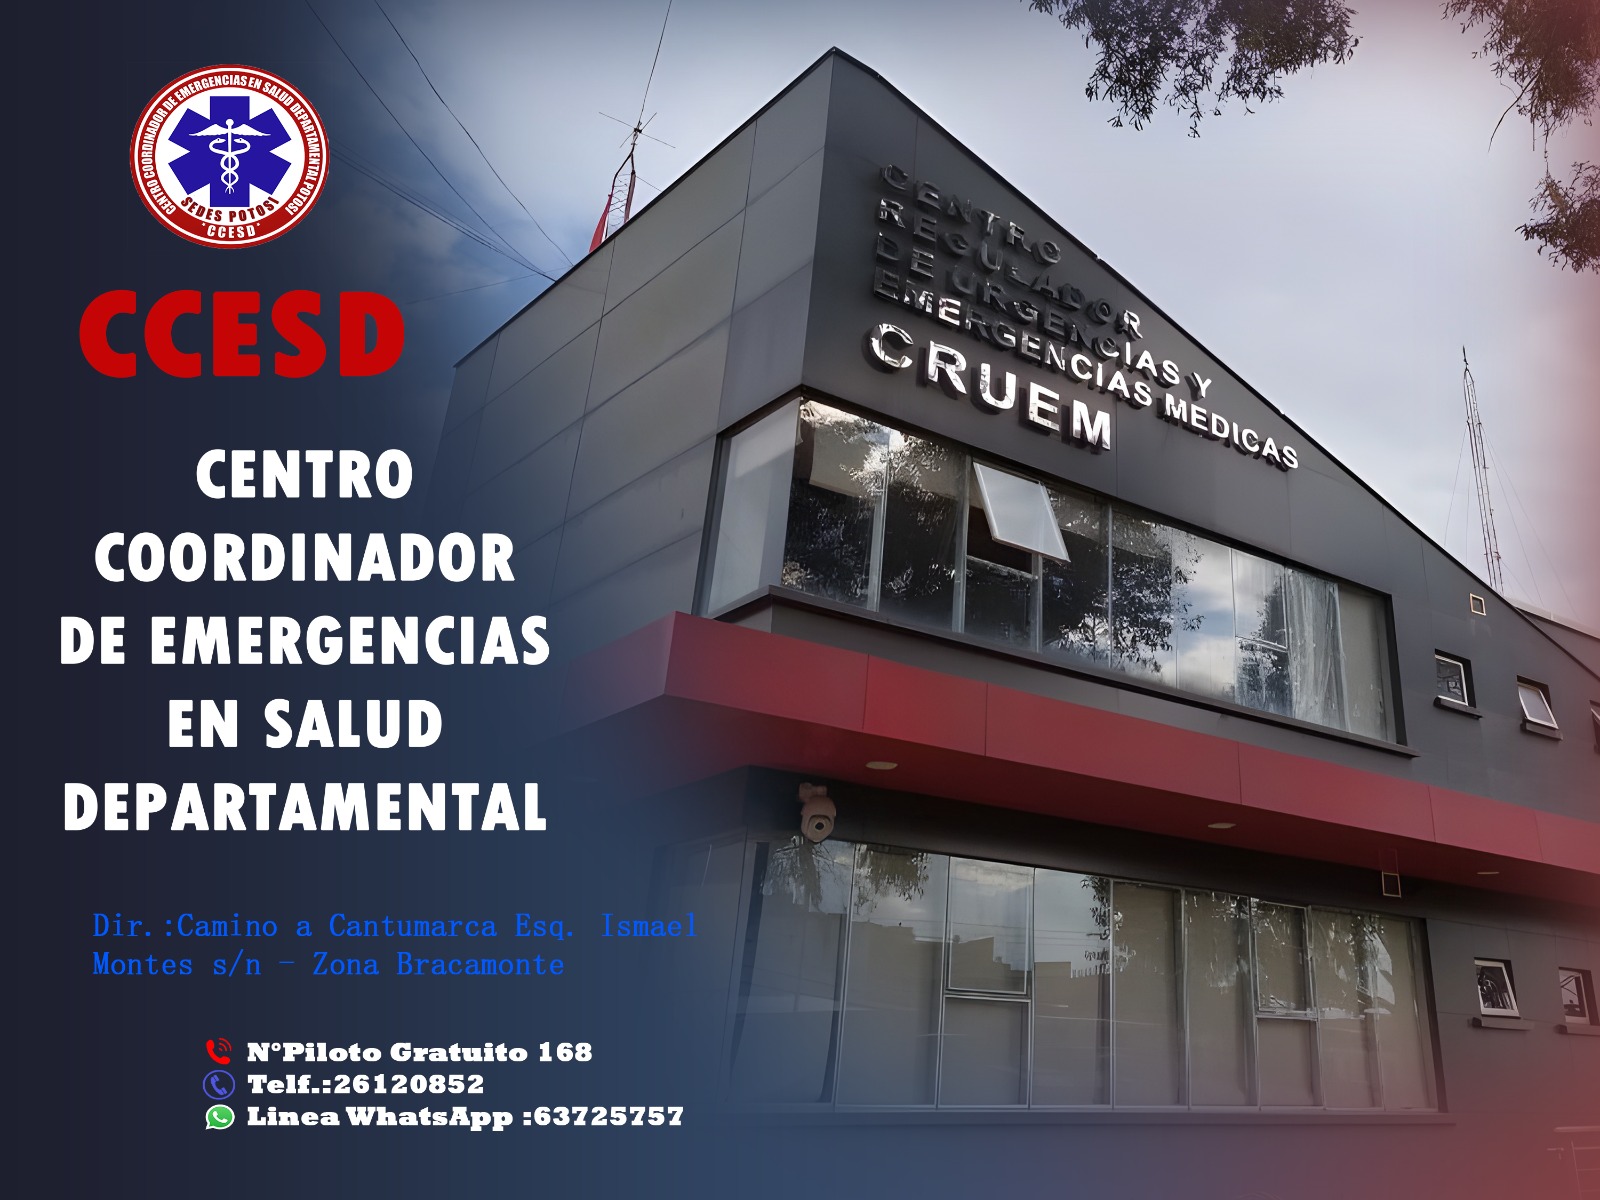 CENTRO COORDINADOR DE EMERGENCIAS EN SALUD DEPARTAMENTAL POTOSI
SEDES POTOSI
·CCESD·
CCESD
CENTRO
COORDINADOR
DE EMERGENCIAS
EN SALUD
DEPARTAMENTAL
Dir.:Camino a Cantumarca Esq. Ismael
Montes s/n - Zona Bracamonte
N°Piloto Gratuito 168
Telf.:26120852
Linea WhatsApp :63725757
CENTRO
REGULADOR
DE URGENCIAS Y
EMERGENCIAS MEDICAS
CRUEM